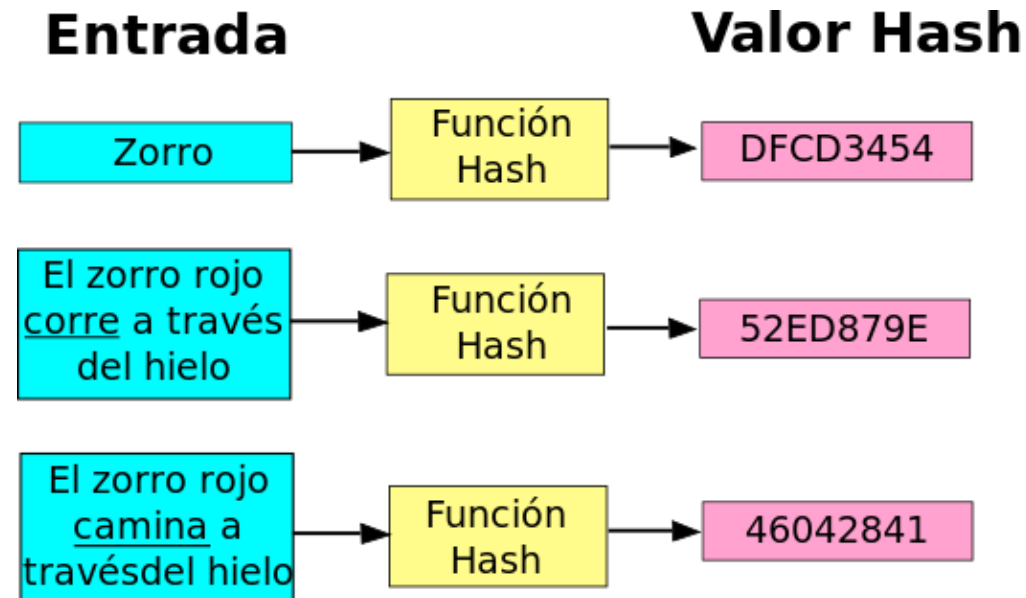 Entrada
Valor Hash
Zorro
Función
Hash
DFCD3454
El zorro rojo
corre a través
del hielo
Función
Hash
52ED879E
El zorro rojo
camina a
travésdel hielo
Función
Hash
46042841